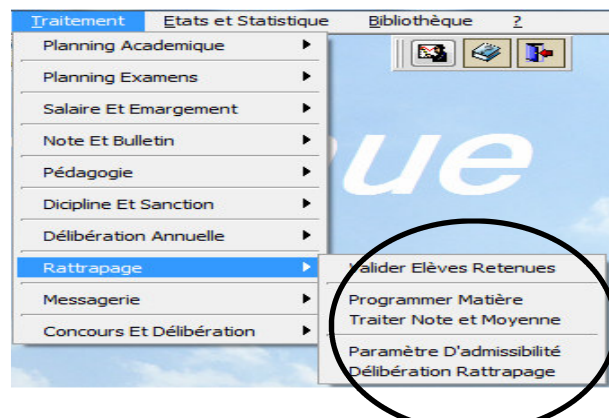 Traitement Etats et Statistique Bibliothèque ?
Planning Academique
Planning Examens
Salaire Et Emargement
Note Et Bulletin
Pédagogie
Dicipline Et Sanction
Délibération Annuelle
Rattrapage
Messagerie
Concours Et Délibération
ue
Valider Elèves Retenues
Programmer Matière
Traiter Note et Moyenne
Paramètre D'admissibilité
Délibération Rattrapage